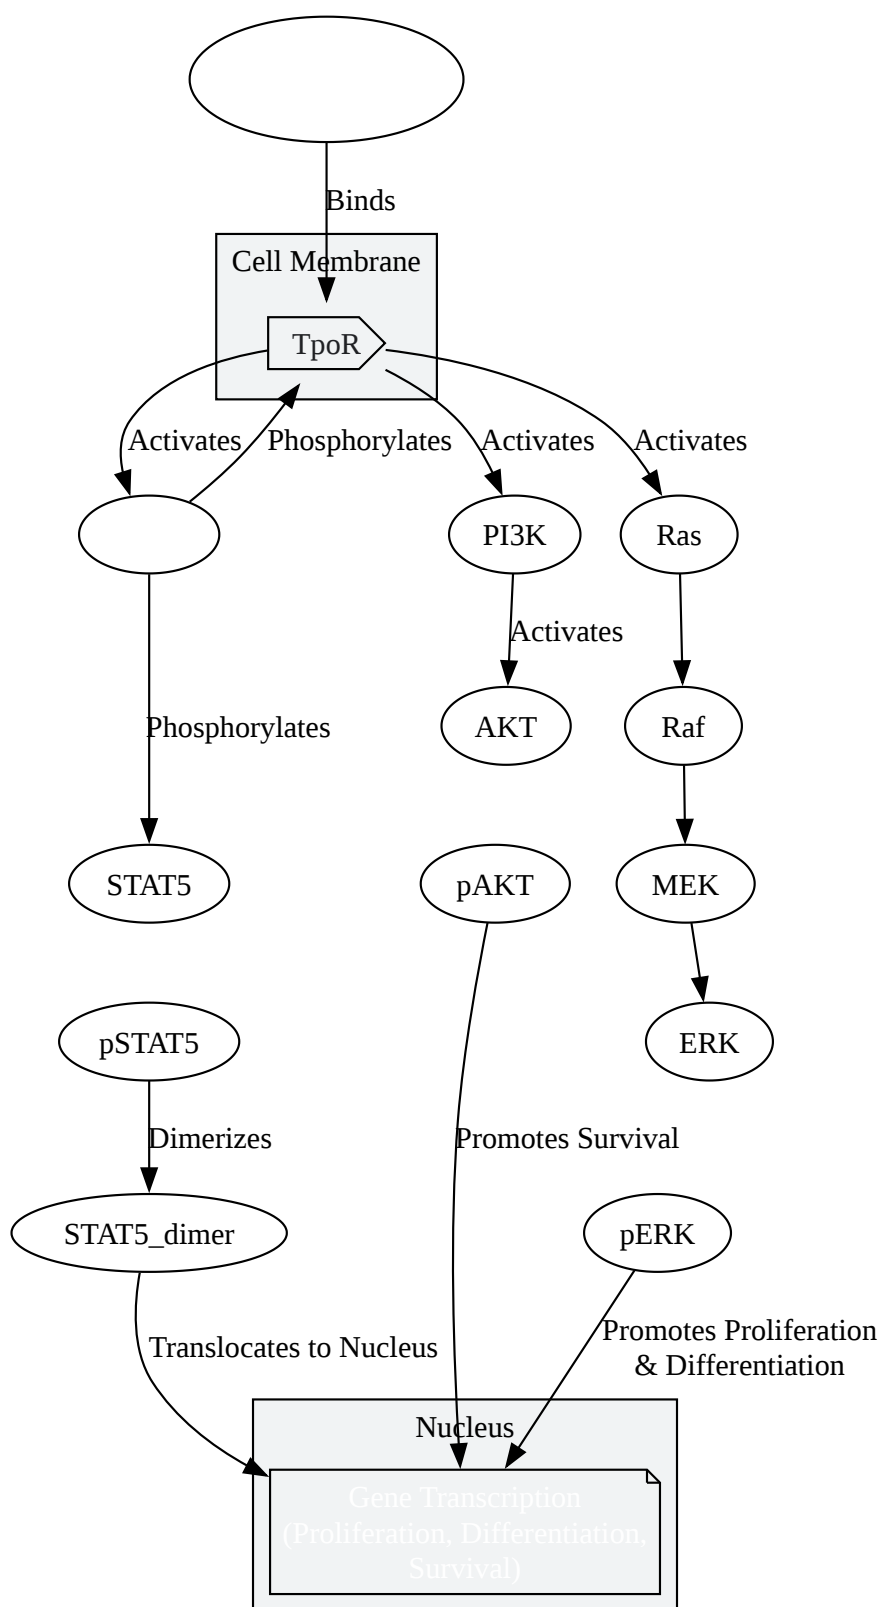 Binds
Cell Membrane
TpoR
Activates
Phosphorylates
Activates
Activates
PI3K
Ras
Activates
Phosphorylates
AKT
Raf
STAT5
pAKT
MEK
pSTAT5
ERK
Dimerizes
Promotes Survival
STAT5_dimer
pERK
Translocates to Nucleus
Promotes Proliferation
& Differentiation
Nucleus
Gene Transcription
(Proliferation, Differentiation,
Survival)